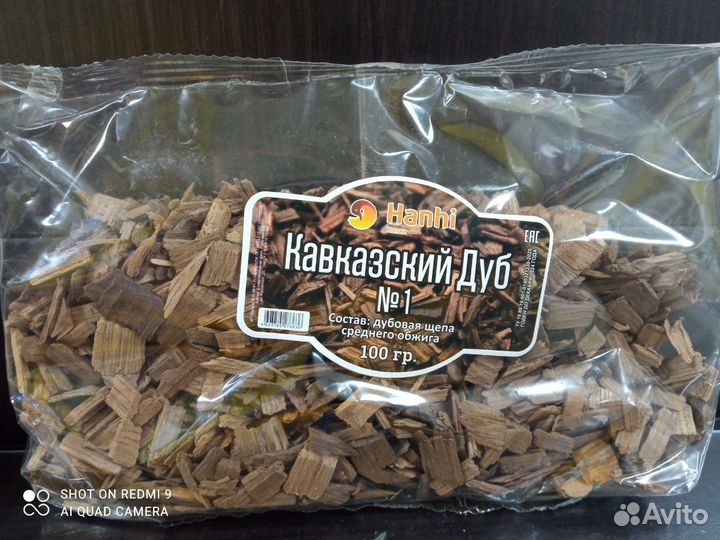 Hanhi
Кавказский Дуб
№1
Состав: дубовая щепа
среднего обжига
100 гр.
EAC
SHOT ON REDMI 9
AI QUAD CAMERA
Avito